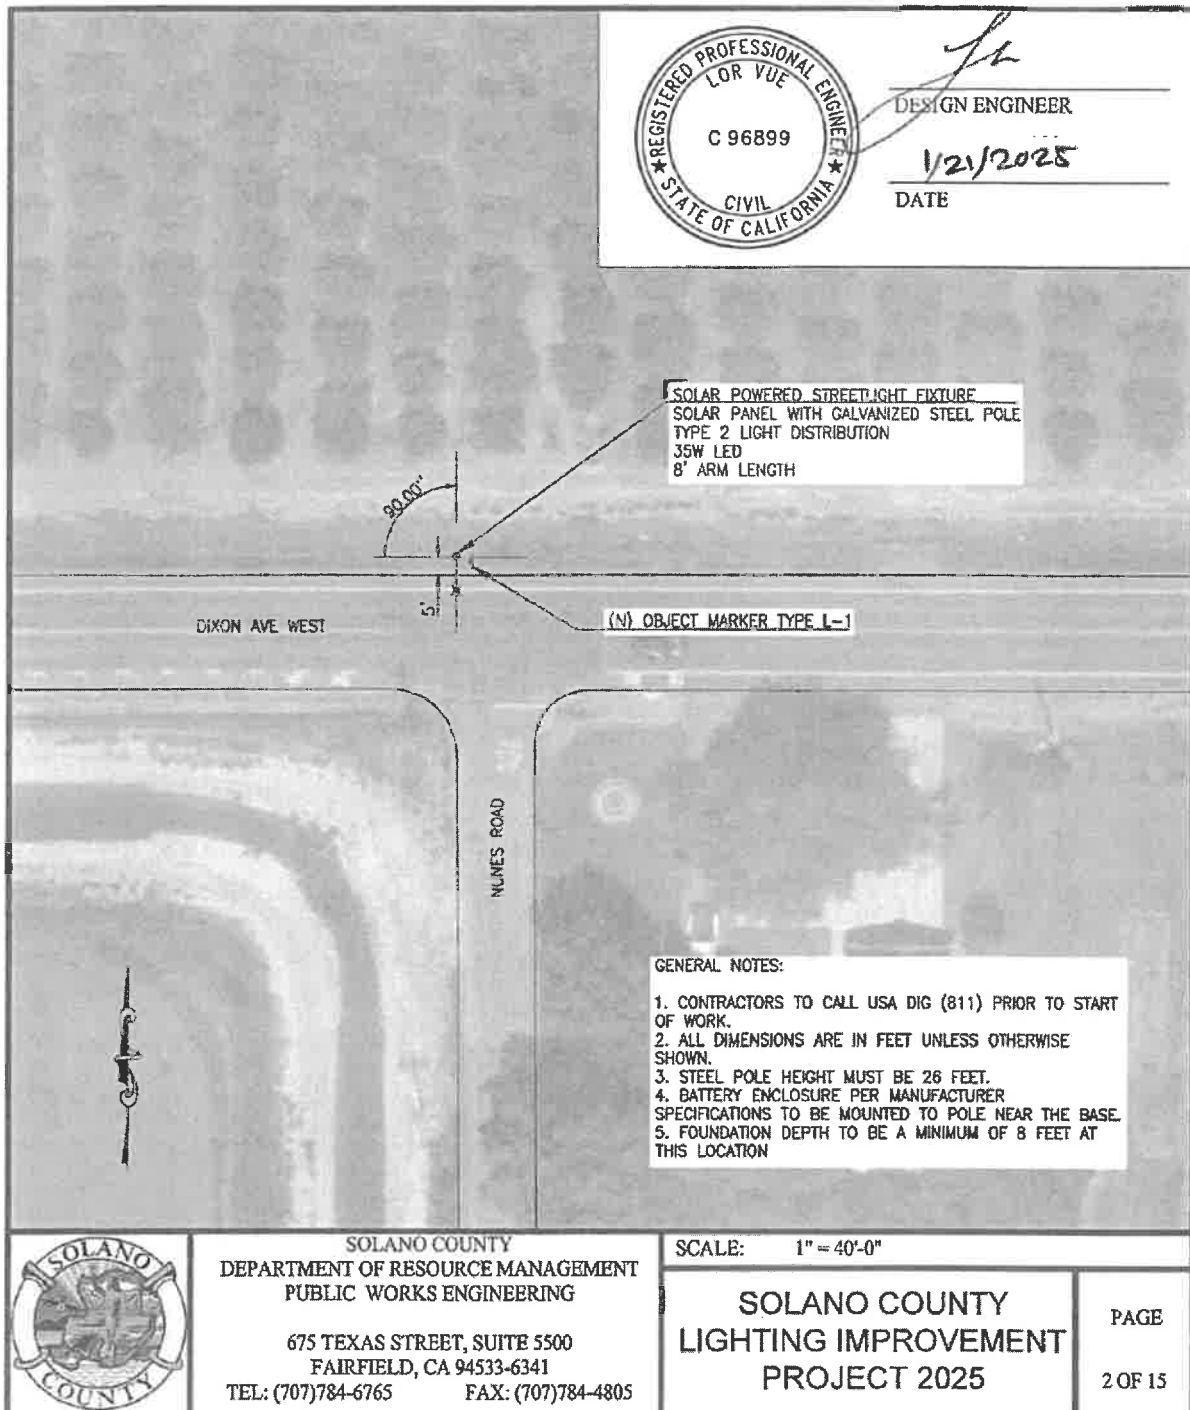 REGISTERED PROFESSIONAL ENGINEER
LOR VUE
C 96899
CIVIL
STATE OF CALIFORNIA
DESIGN ENGINEER
1/21/2025
DATE
SOLAR POWERED STREETLIGHT FIXTURE
SOLAR PANEL WITH GALVANIZED STEEL POLE
TYPE 2 LIGHT DISTRIBUTION
35W LED
8' ARM LENGTH
90.00°
5'
(N) OBJECT MARKER TYPE L-1
DIXON AVE WEST
NUNES ROAD
GENERAL NOTES:
1. CONTRACTORS TO CALL USA DIG (811) PRIOR TO START
OF WORK.
2. ALL DIMENSIONS ARE IN FEET UNLESS OTHERWISE
SHOWN.
3. STEEL POLE HEIGHT MUST BE 26 FEET.
4. BATTERY ENCLOSURE PER MANUFACTURER
SPECIFICATIONS TO BE MOUNTED TO POLE NEAR THE BASE.
5. FOUNDATION DEPTH TO BE A MINIMUM OF 8 FEET AT
THIS LOCATION
SOLANO
COUNTY
SOLANO COUNTY
DEPARTMENT OF RESOURCE MANAGEMENT
PUBLIC WORKS ENGINEERING
675 TEXAS STREET, SUITE 5500
FAIRFIELD, CA 94533-6341
TEL: (707)784-6765 FAX: (707)784-4805
SCALE: 1" = 40'-0"
SOLANO COUNTY
LIGHTING IMPROVEMENT
PROJECT 2025
PAGE
2 OF 15